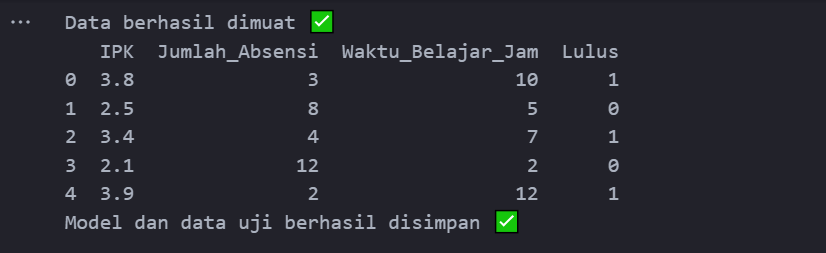 ... Data berhasil dimuat ✅
IPK Jumlah_Absensi Waktu_Belajar_Jam Lulus
0 3.8 3 10 1
1 2.5 8 5 0
2 3.4 4 7 1
3 2.1 12 2 0
4 3.9 2 12 1
Model dan data uji berhasil disimpan ✅